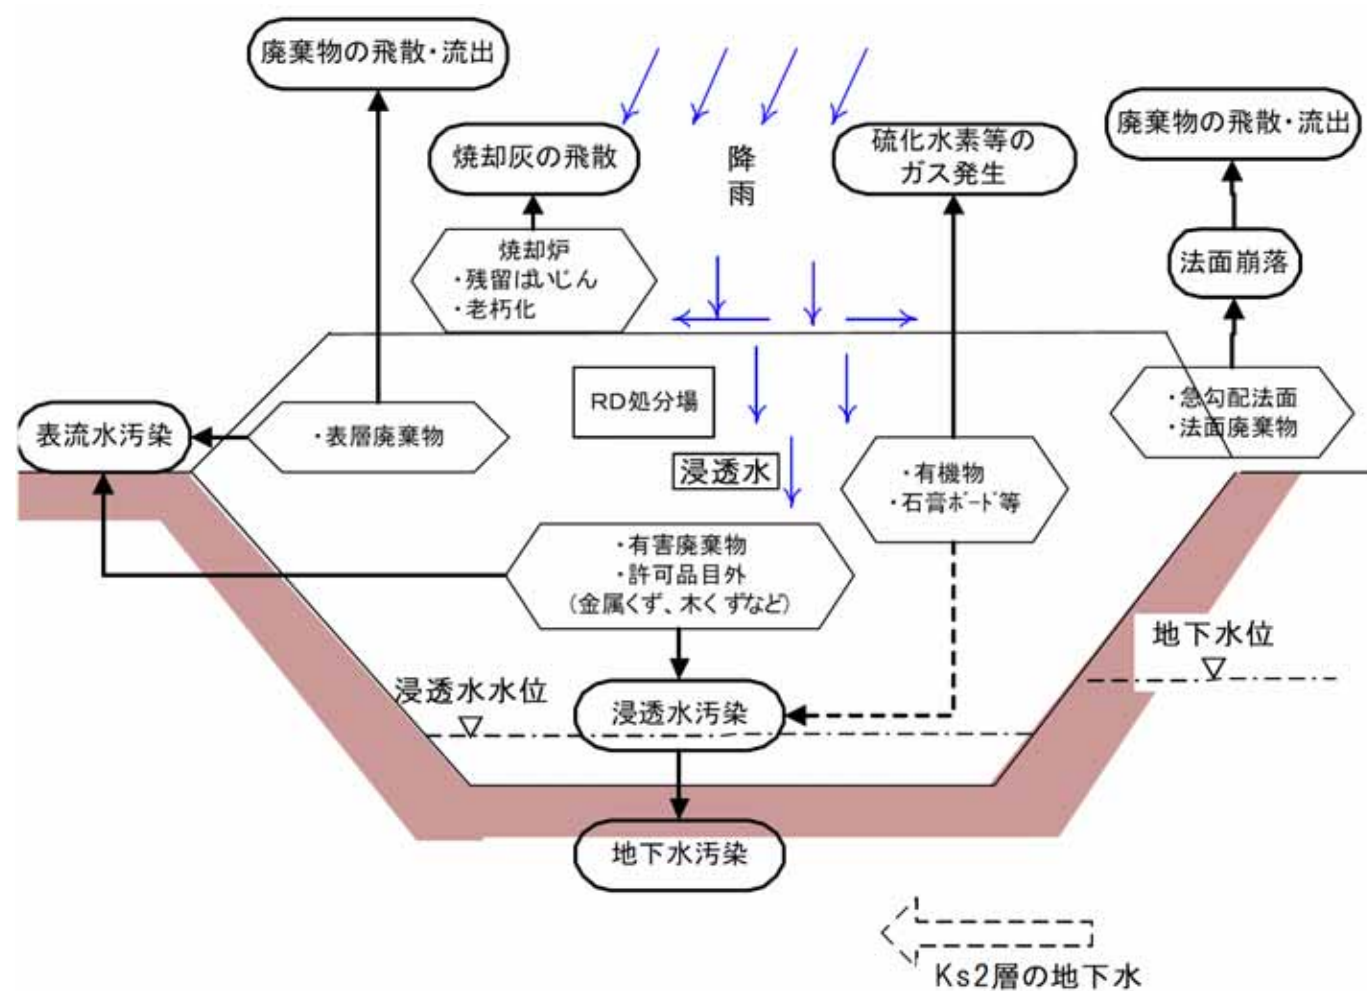 廃棄物の飛散・流出
焼却灰の飛散
降
雨
硫化水素等の
ガス発生
廃棄物の飛散・流出
焼却炉
・残留ばいじん
・老朽化
法面崩落
RD処分場
・急勾配法面
・法面廃棄物
表流水汚染
・表層廃棄物
浸透水
・有機物
・石膏ボード等
・有害廃棄物
・許可品目外
(金属くず、木くずなど)
地下水位
浸透水水位
浸透水汚染
地下水汚染
Ks2層の地下水